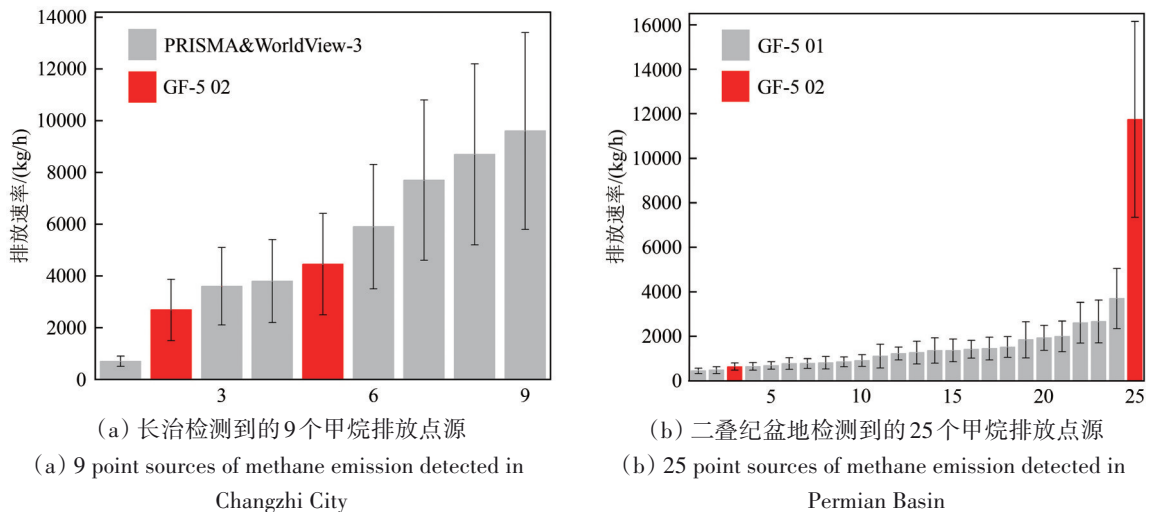 14000
12000
10000
8000
6000
4000
2000
0
排放速率/(kg/h)
PRISMA&WorldView-3
GF-5 02
3
6
9
(a) 长治检测到的9个甲烷排放点源
(a) 9 point sources of methane emission detected in
Changzhi City
16000
14000
12000
10000
8000
6000
4000
2000
0
排放速率/(kg/h)
GF-5 01
GF-5 02
5
10
15
20
25
(b) 二叠纪盆地检测到的25个甲烷排放点源
(b) 25 point sources of methane emission detected in
Permian Basin